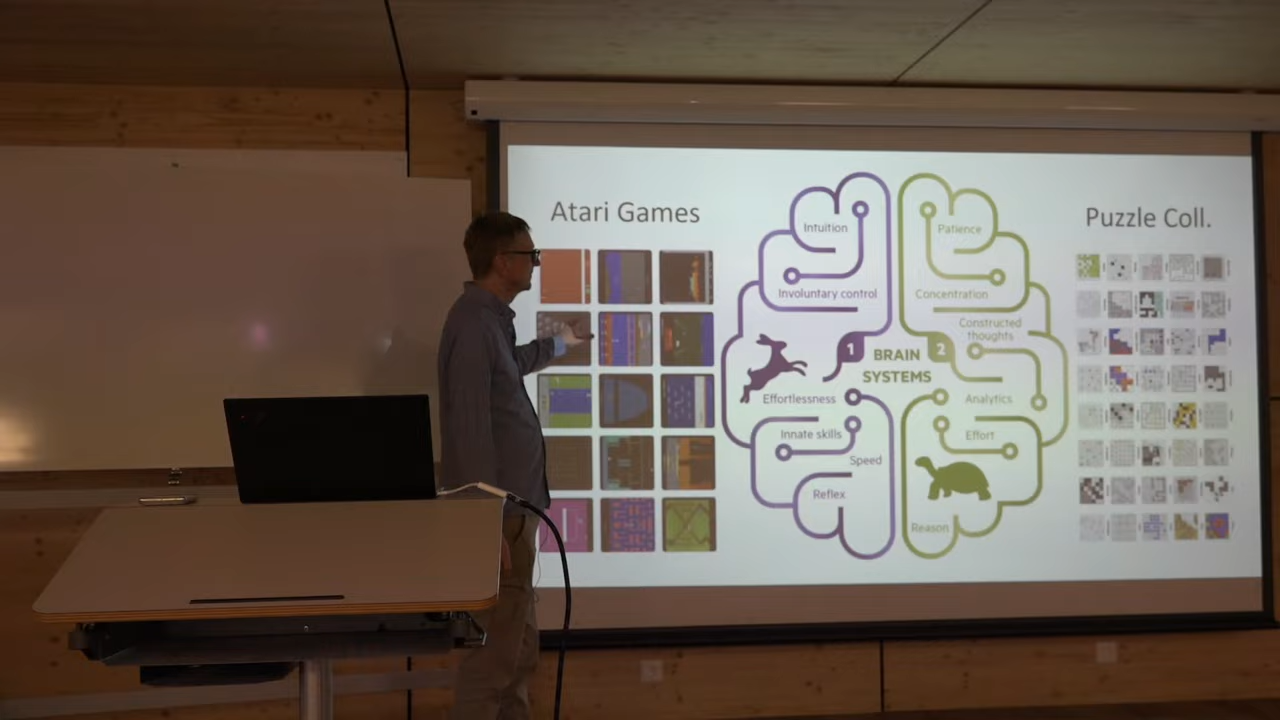 Atari Games
Intuition
Involuntary control
1
Effortlessness
Innate skills
Speed
Reflex
BRAIN
SYSTEMS
Patience
Concentration
Constructed
thoughts
2
Analytics
Effort
Reason
Puzzle Coll.